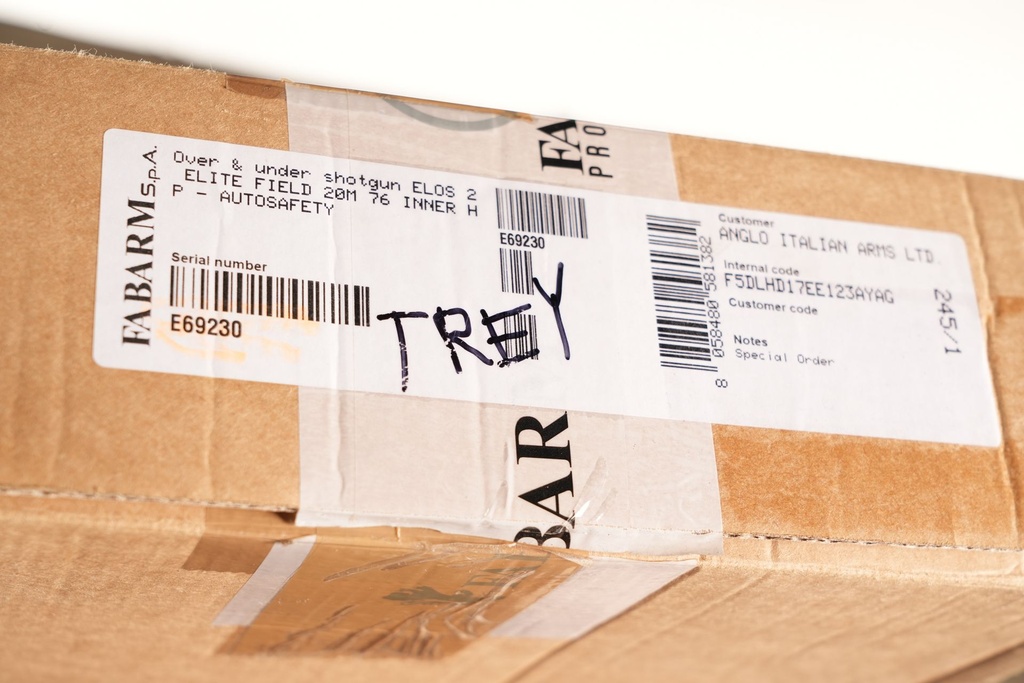 FABARM S.p.A.
Over & under shotgun ELOS 2
ELITE FIELD 20M 76 INNER H
P - AUTOSAFETY
Serial number
E69230
E69230
TREY
8 058480 581382
Customer
ANGLO ITALIAN ARMS LTD.
Internal code
F5DLHD17EE123AYAG
Customer code
Notes
Special Order
245/1
FA
PRO
BAR